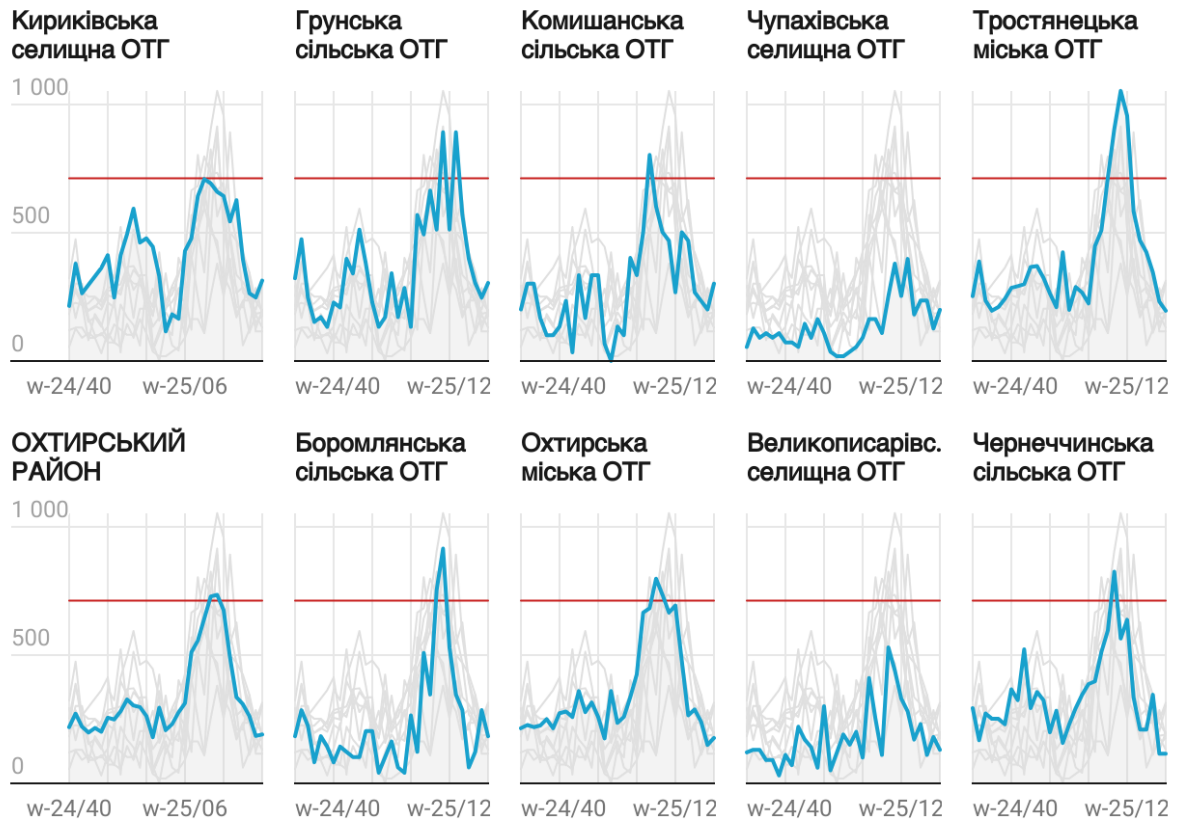 Кириківська
селищна ОТГ
Грунська
сільська ОТГ
Комишанська
сільська ОТГ
Чупахівська
селищна ОТГ
Тростянецька
міська ОТГ
1 000
500
0
w-24/40 w-25/06
w-24/40 w-25/12
w-24/40 w-25/12
w-24/40 w-25/12
w-24/40 w-25/12
ОХТИРСЬКИЙ
РАЙОН
Боромлянська
сільська ОТГ
Охтирська
міська ОТГ
Великописарівс.
селищна ОТГ
Чернеччинська
сільська ОТГ
1 000
500
0
w-24/40 w-25/06
w-24/40 w-25/12
w-24/40 w-25/12
w-24/40 w-25/12
w-24/40 w-25/12